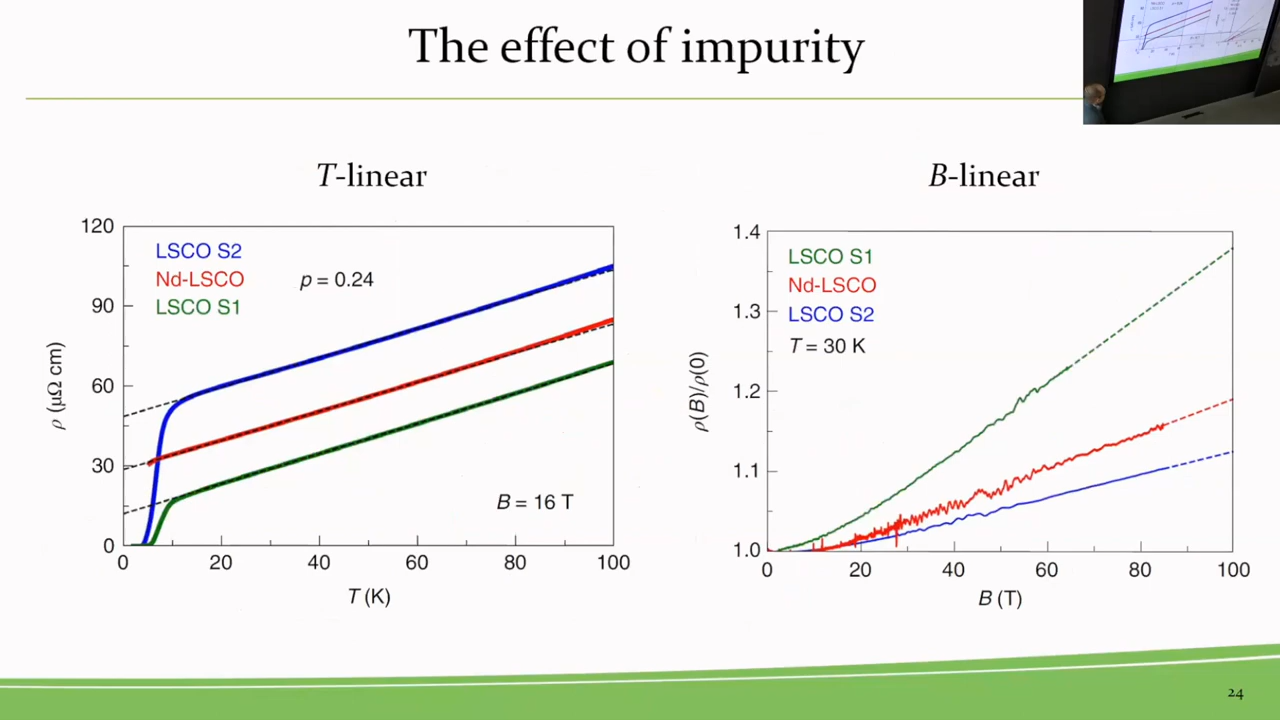 The effect of impurity
T-linear
120
90
60
30
0
ρ (μΩ cm)
LSCO S2
Nd-LSCO
LSCO S1
p = 0.24
B = 16 T
0 20 40 60 80 100
T (K)
B-linear
1.4
1.3
1.2
1.1
1.0
ρ(B)/ρ(0)
LSCO S1
Nd-LSCO
LSCO S2
T = 30 K
0 20 40 60 80 100
B (T)
24